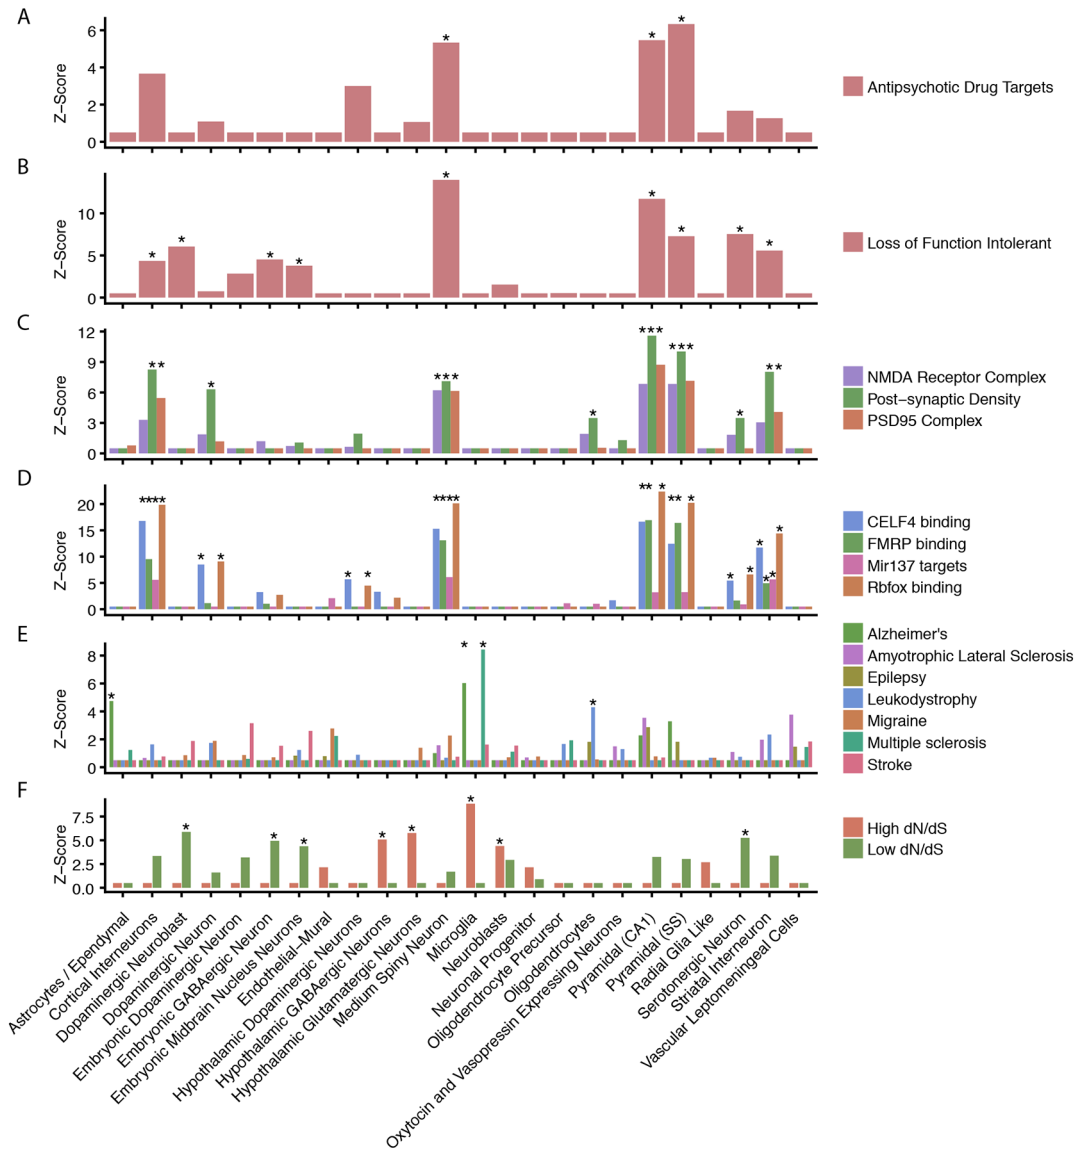 A
Z−Score
6
4
2
0
*
*
*
Antipsychotic Drug Targets
B
Z−Score
10
5
0
*
*
*
*
*
*
*
*
*
Loss of Function Intolerant
C
Z−Score
12
9
6
3
0
**
*
***
*
***
***
*
**
NMDA Receptor Complex
Post−synaptic Density
PSD95 Complex
D
Z−Score
20
15
10
5
0
****
*
*
*
*
****
**
*
**
*
*
*
*
*
*
*
CELF4 binding
FMRP binding
Mir137 targets
Rbfox binding
E
Z−Score
8
6
4
2
0
*
*
*
*
Alzheimer's
Amyotrophic Lateral Sclerosis
Epilepsy
Leukodystrophy
Migraine
Multiple sclerosis
Stroke
F
Z−Score
7.5
5.0
2.5
0.0
*
*
*
*
*
*
*
*
High dN/dS
Low dN/dS
Astrocytes / Ependymal
Cortical Interneurons
Dopaminergic Neuroblast
Dopaminergic Neuron
Embryonic Dopaminergic Neuron
Embryonic GABAergic Neuron
Embryonic Midbrain Nucleus Neurons
Endothelial−Mural
Hypothalamic Dopaminergic Neurons
Hypothalamic GABAergic Neurons
Hypothalamic Glutamatergic Neurons
Medium Spiny Neuron
Microglia
Neuroblasts
Neuronal Progenitor
Oligodendrocyte Precursor
Oligodendrocytes
Oxytocin and Vasopressin Expressing Neurons
Pyramidal (CA1)
Pyramidal (SS)
Radial Glia Like
Serotonergic Neuron
Striatal Interneuron
Vascular Leptomeningeal Cells